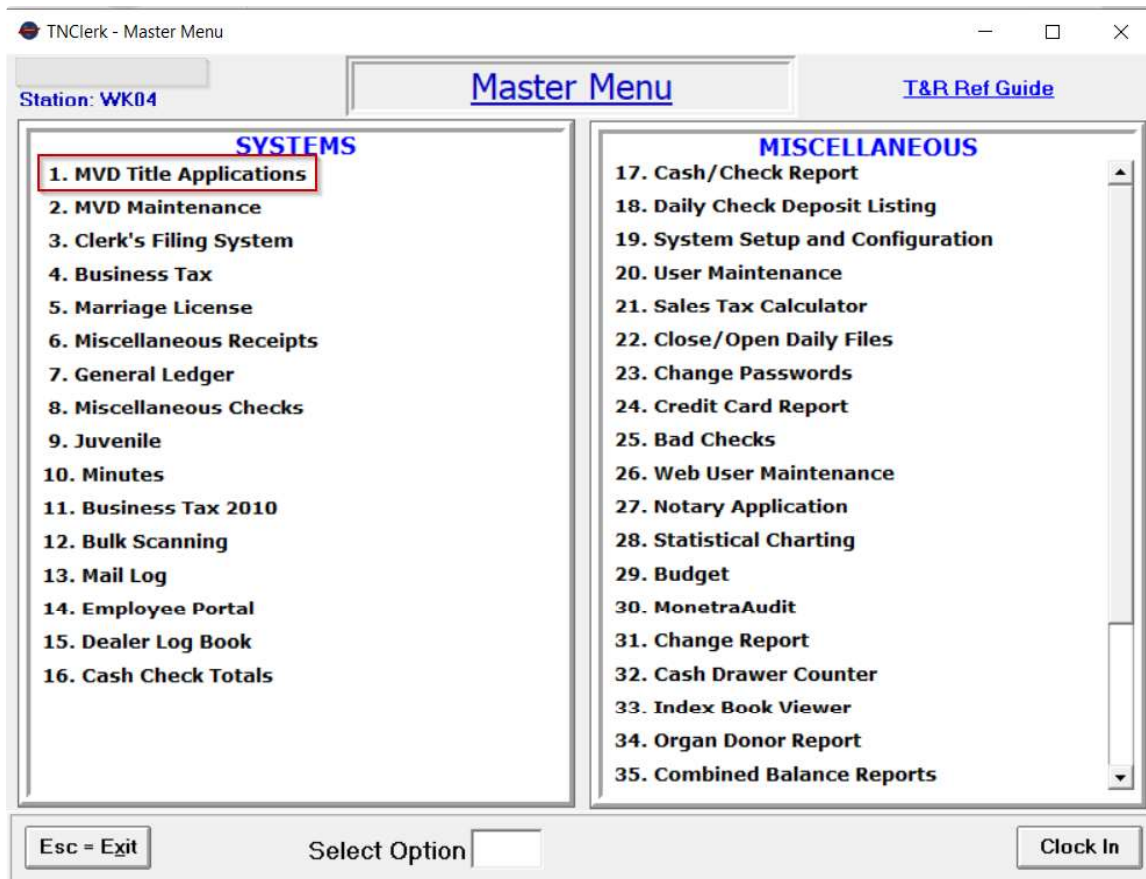 TNClerk - Master Menu
Station: WK04
Master Menu
T&R Ref Guide
SYSTEMS
1. MVD Title Applications
2. MVD Maintenance
3. Clerk's Filing System
4. Business Tax
5. Marriage License
6. Miscellaneous Receipts
7. General Ledger
8. Miscellaneous Checks
9. Juvenile
10. Minutes
11. Business Tax 2010
12. Bulk Scanning
13. Mail Log
14. Employee Portal
15. Dealer Log Book
16. Cash Check Totals
MISCELLANEOUS
17. Cash/Check Report
18. Daily Check Deposit Listing
19. System Setup and Configuration
20. User Maintenance
21. Sales Tax Calculator
22. Close/Open Daily Files
23. Change Passwords
24. Credit Card Report
25. Bad Checks
26. Web User Maintenance
27. Notary Application
28. Statistical Charting
29. Budget
30. MonetraAudit
31. Change Report
32. Cash Drawer Counter
33. Index Book Viewer
34. Organ Donor Report
35. Combined Balance Reports
Esc = Exit
Select Option
Clock In